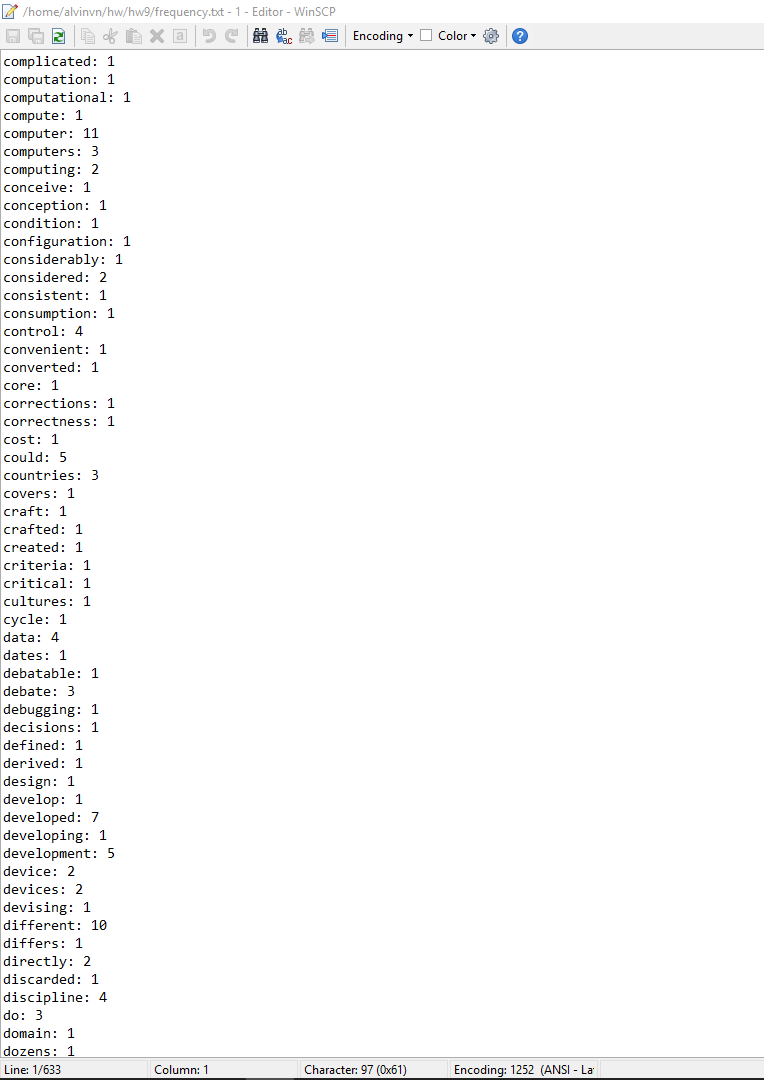 /home/alvinvn/hw/hw9/frequency.txt - 1 - Editor - WinSCP
Encoding Color
complicated: 1
computation: 1
computational: 1
compute: 1
computer: 11
computers: 3
computing: 2
conceive: 1
conception: 1
condition: 1
configuration: 1
considerably: 1
considered: 2
consistent: 1
consumption: 1
control: 4
convenient: 1
converted: 1
core: 1
corrections: 1
correctness: 1
cost: 1
could: 5
countries: 3
covers: 1
craft: 1
crafted: 1
created: 1
criteria: 1
critical: 1
cultures: 1
cycle: 1
data: 4
dates: 1
debatable: 1
debate: 3
debugging: 1
decisions: 1
defined: 1
derived: 1
design: 1
develop: 1
developed: 7
developing: 1
development: 5
device: 2
devices: 2
devising: 1
different: 10
differs: 1
directly: 2
discarded: 1
discipline: 4
do: 3
domain: 1
dozens: 1
Line: 1/633 Column: 1 Character: 97 (0x61) Encoding: 1252 (ANSI - La